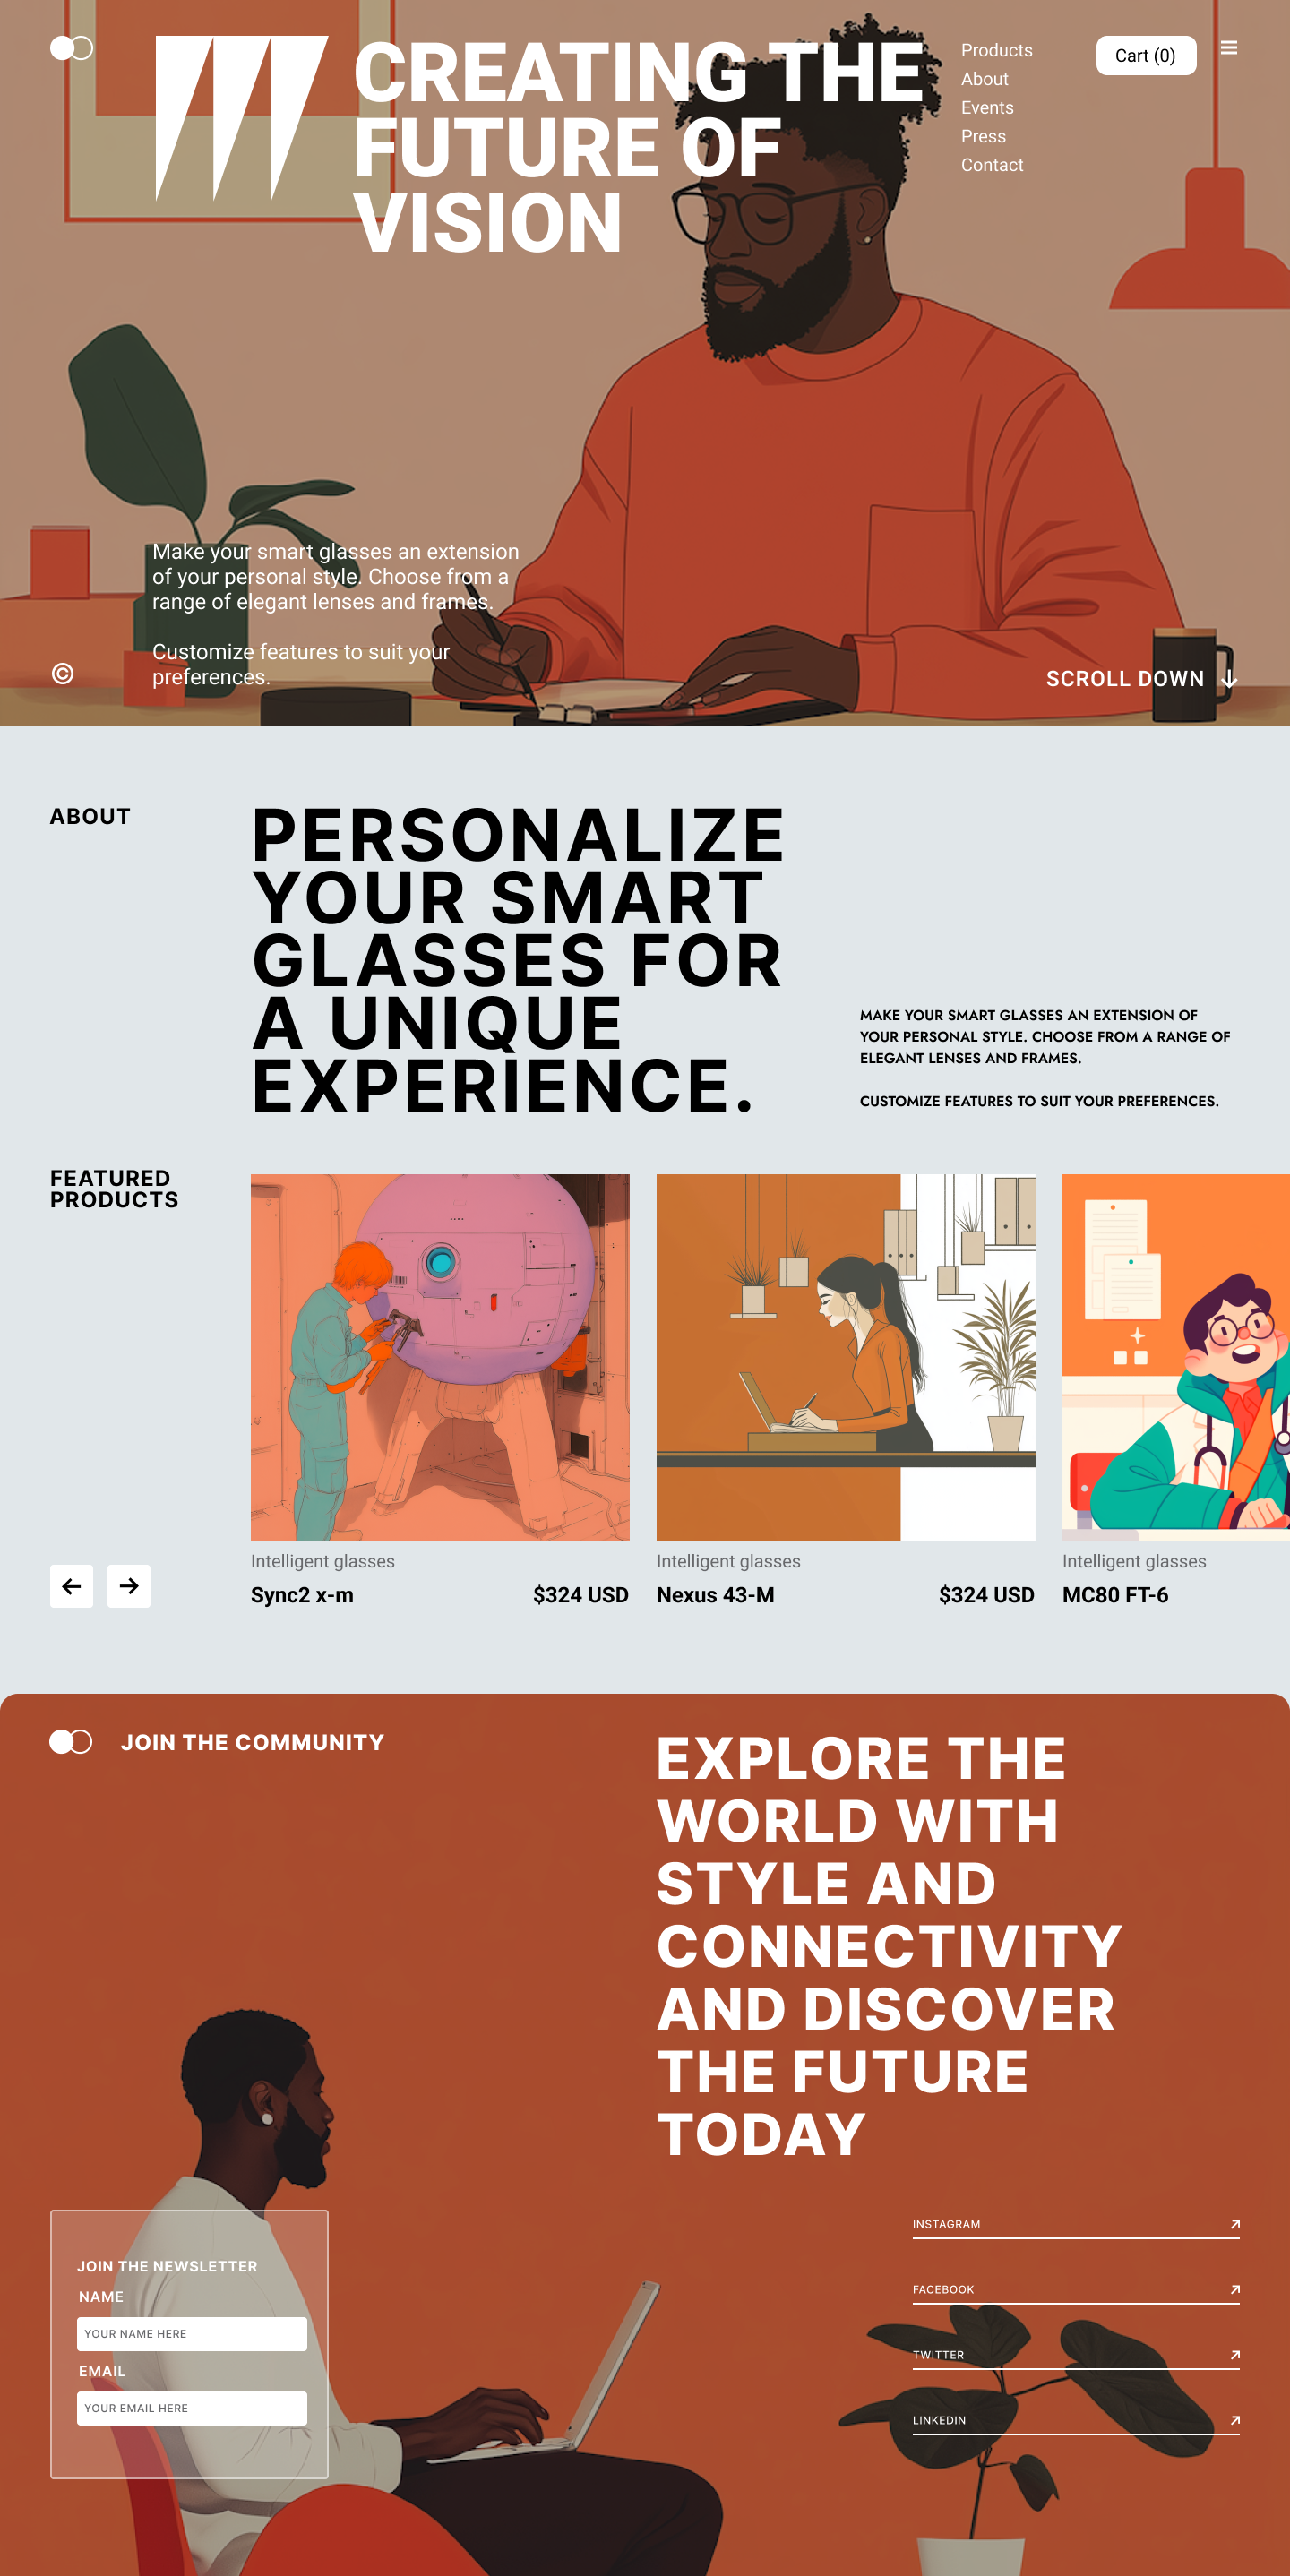 CREATING THE
FUTURE OF
VISION
Products
About
Events
Press
Contact
Cart (0)
Make your smart glasses an extension
of your personal style. Choose from a
range of elegant lenses and frames.
Customize features to suit your
preferences.
©
SCROLL DOWN
ABOUT
PERSONALIZE
YOUR SMART
GLASSES FOR
A UNIQUE
EXPERIENCE.
MAKE YOUR SMART GLASSES AN EXTENSION OF
YOUR PERSONAL STYLE. CHOOSE FROM A RANGE OF
ELEGANT LENSES AND FRAMES.
CUSTOMIZE FEATURES TO SUIT YOUR PREFERENCES.
FEATURED
PRODUCTS
Intelligent glasses
Sync2 x-m
$324 USD
Intelligent glasses
Nexus 43-M
$324 USD
Intelligent glasses
MC80 FT-6
JOIN THE COMMUNITY
EXPLORE THE
WORLD WITH
STYLE AND
CONNECTIVITY
AND DISCOVER
THE FUTURE
TODAY
JOIN THE NEWSLETTER
NAME
YOUR NAME HERE
EMAIL
YOUR EMAIL HERE
INSTAGRAM
FACEBOOK
TWITTER
LINKEDIN